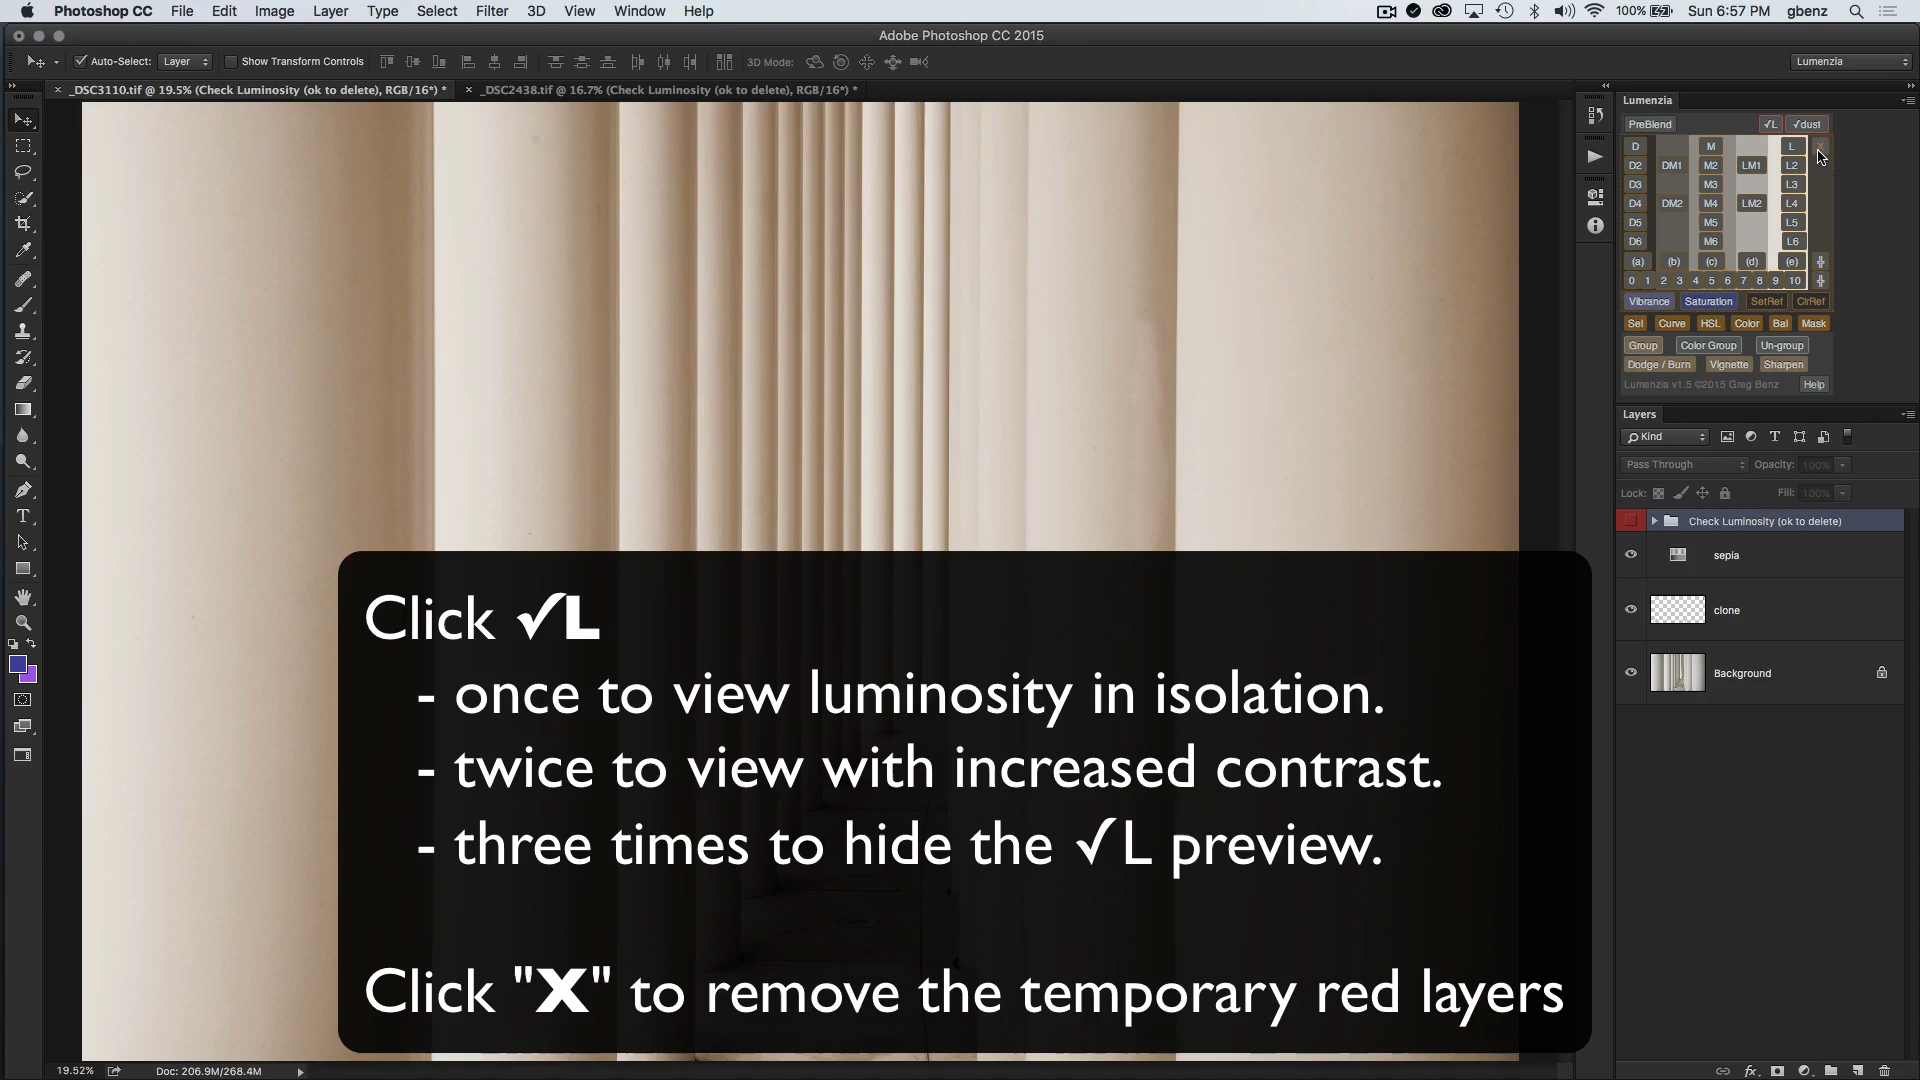 Photoshop CC File Edit Image Layer Type Select Filter 3D View Window Help 100% Sun 6:57 PM gbenz
Adobe Photoshop CC 2015
Auto-Select: Layer Show Transform Controls 3D Mode: Lumenzia
_DSC3110.tif @ 19.5% (Check Luminosity (ok to delete), RGB/16*) * _DSC2438.tif @ 16.7% (Check Luminosity (ok to delete), RGB/16*) *
Lumenzia
PreBlend √L √dust
D M L X
D2 DM1 M2 LM1 L2
D3 M3 L3
D4 DM2 M4 LM2 L4
D5 M5 L5
D6 M6 L6
(a) (b) (c) (d) (e)
0 1 2 3 4 5 6 7 8 9 10
Vibrance Saturation SetRef ClrRef
Sel Curve HSL Color Bal Mask
Group Color Group Un-group
Dodge / Burn Vignette Sharpen
Lumenzia v1.5 ©2015 Greg Benz Help
Layers
Kind
Pass Through Opacity: 100%
Lock: Fill: 100%
Check Luminosity (ok to delete)
sepia
clone
Background
Click ✓L
- once to view luminosity in isolation.
- twice to view with increased contrast.
- three times to hide the ✓L preview.
Click "X" to remove the temporary red layers
19.52% Doc: 206.9M/268.4M